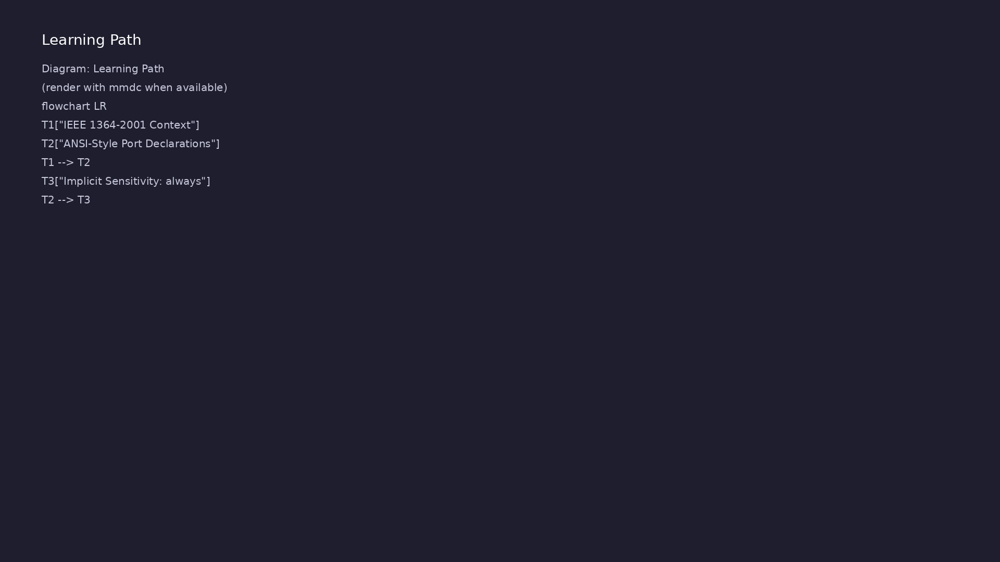 Learning Path
Diagram: Learning Path
(render with mmdc when available)
flowchart LR
T1["IEEE 1364-2001 Context"]
T2["ANSI-Style Port Declarations"]
T1 --> T2
T3["Implicit Sensitivity: always"]
T2 --> T3